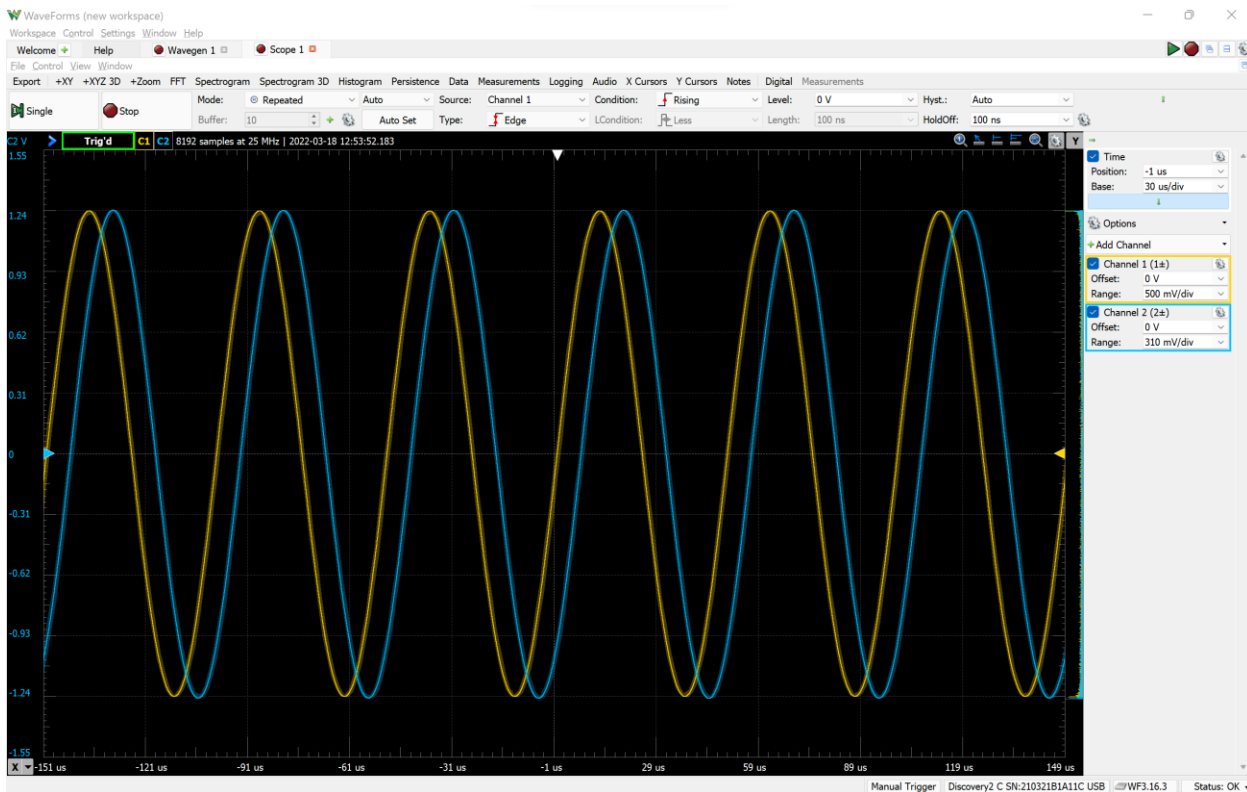 WaveForms (new workspace)
Workspace Control Settings Window Help
Welcome Help Wavegen 1 Scope 1
File Control View Window
Export +XY +XYZ 3D +Zoom FFT Spectrogram Spectrogram 3D Histogram Persistence Data Measurements Logging Audio X Cursors Y Cursors Notes Digital Measurements
Single Stop Mode: Repeated Auto Source: Channel 1 Condition: Rising Level: 0 V Hyst.: Auto
Buffer: 10 Auto Set Type: Edge LCondition: Less Length: 100 ns HoldOff: 100 ns
C2 V Trig'd C1 C2 8192 samples at 25 MHz | 2022-03-18 12:53:52.183 Y
1.55
1.24
0.93
0.62
0.31
0
-0.31
-0.62
-0.93
-1.24
-1.55
X -151 us -121 us -91 us -61 us -31 us -1 us 29 us 59 us 89 us 119 us 149 us
Time
Position: -1 us
Base: 30 us/div
Options
+Add Channel
Channel 1 (1±)
Offset: 0 V
Range: 500 mV/div
Channel 2 (2±)
Offset: 0 V
Range: 310 mV/div
Manual Trigger Discovery2 C SN:210321B1A11C USB WF3.16.3 Status: OK